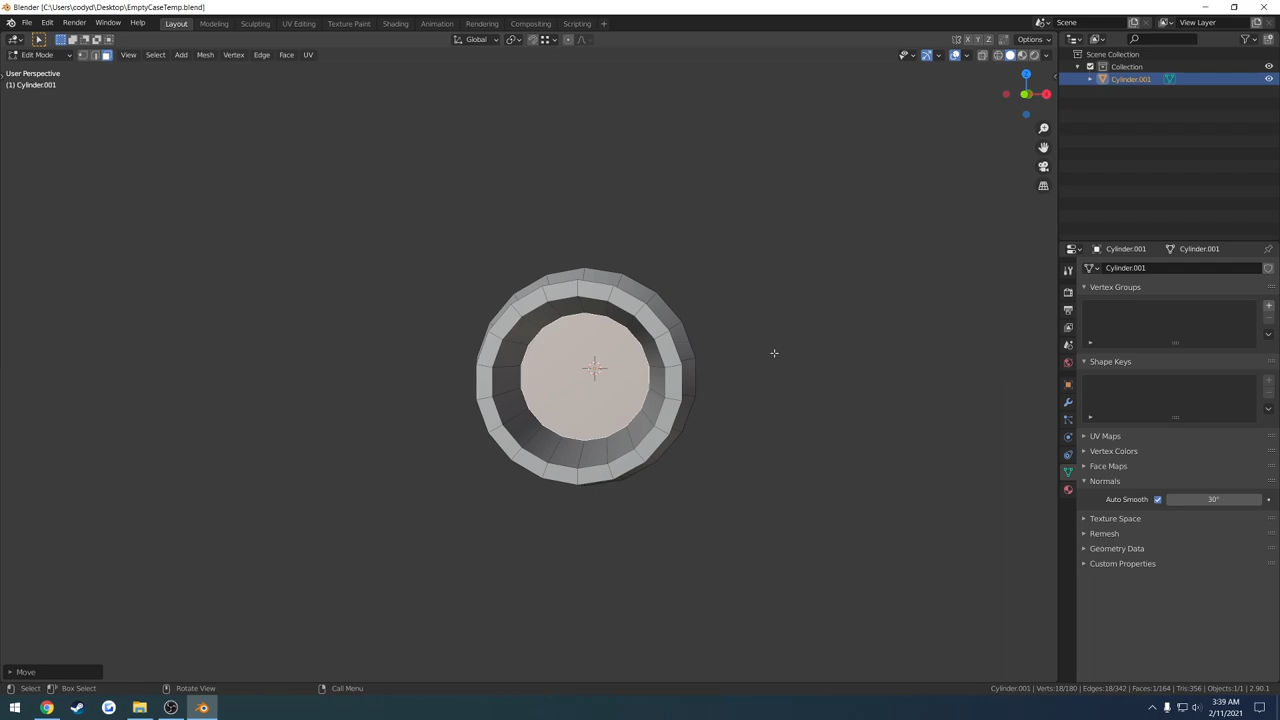 Blender [C:\Users\codyd\Desktop\EmptyCaseTemp.blend]
File Edit Render Window Help Layout Modeling Sculpting UV Editing Texture Paint Shading Animation Rendering Compositing Scripting Scene View Layer
Global Options
Edit Mode View Select Add Mesh Vertex Edge Face UV
Scene Collection
Collection
Cylinder.001
User Perspective
(1) Cylinder.001
Z
X
Y
Z
X
Cylinder.001 Cylinder.001
Cylinder.001
Vertex Groups
Shape Keys
UV Maps
Vertex Colors
Face Maps
Normals
Auto Smooth 30°
Texture Space
Remesh
Geometry Data
Custom Properties
Move
Select Box Select Rotate View Call Menu Cylinder.001 | Verts:18/180 | Edges:18/342 | Faces:1/164 | Tris:356 | Objects:1/1 | 2.90.1
3:39 AM
2/11/2021